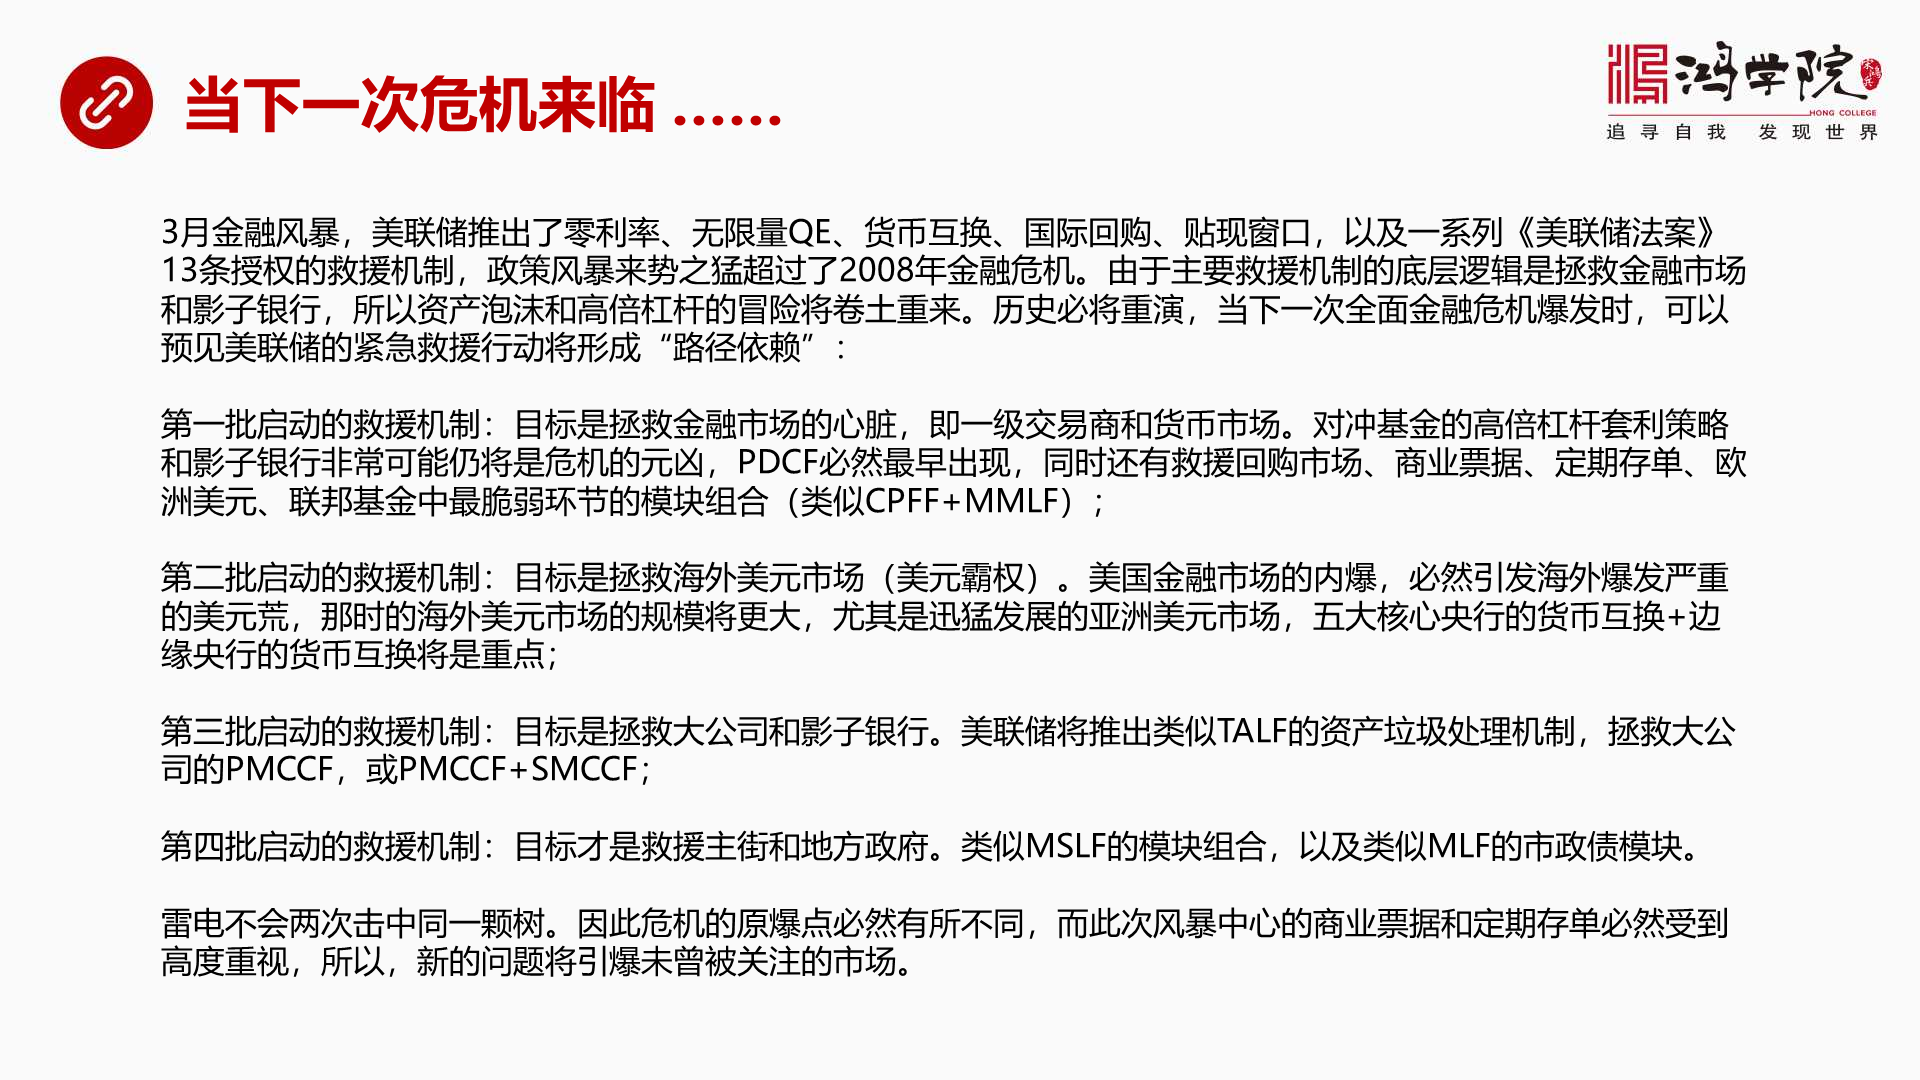 当下一次危机来临 ......
鸿学院
宋鸿兵
HONG COLLEGE
追寻自我 发现世界
3月金融风暴，美联储推出了零利率、无限量QE、货币互换、国际回购、贴现窗口，以及一系列《美联储法案》
13条授权的救援机制，政策风暴来势之猛超过了2008年金融危机。由于主要救援机制的底层逻辑是拯救金融市场
和影子银行，所以资产泡沫和高倍杠杆的冒险将卷土重来。历史必将重演，当下一次全面金融危机爆发时，可以
预见美联储的紧急救援行动将形成“路径依赖”：
第一批启动的救援机制：目标是拯救金融市场的心脏，即一级交易商和货币市场。对冲基金的高倍杠杆套利策略
和影子银行非常可能仍将是危机的元凶，PDCF必然最早出现，同时还有救援回购市场、商业票据、定期存单、欧
洲美元、联邦基金中最脆弱环节的模块组合（类似CPFF+MMLF）；
第二批启动的救援机制：目标是拯救海外美元市场（美元霸权）。美国金融市场的内爆，必然引发海外爆发严重
的美元荒，那时的海外美元市场的规模将更大，尤其是迅猛发展的亚洲美元市场，五大核心央行的货币互换+边
缘央行的货币互换将是重点；
第三批启动的救援机制：目标是拯救大公司和影子银行。美联储将推出类似TALF的资产垃圾处理机制，拯救大公
司的PMCCF，或PMCCF+SMCCF；
第四批启动的救援机制：目标才是救援主街和地方政府。类似MSLF的模块组合，以及类似MLF的市政债模块。
雷电不会两次击中同一颗树。因此危机的原爆点必然有所不同，而此次风暴中心的商业票据和定期存单必然受到
高度重视，所以，新的问题将引爆未曾被关注的市场。